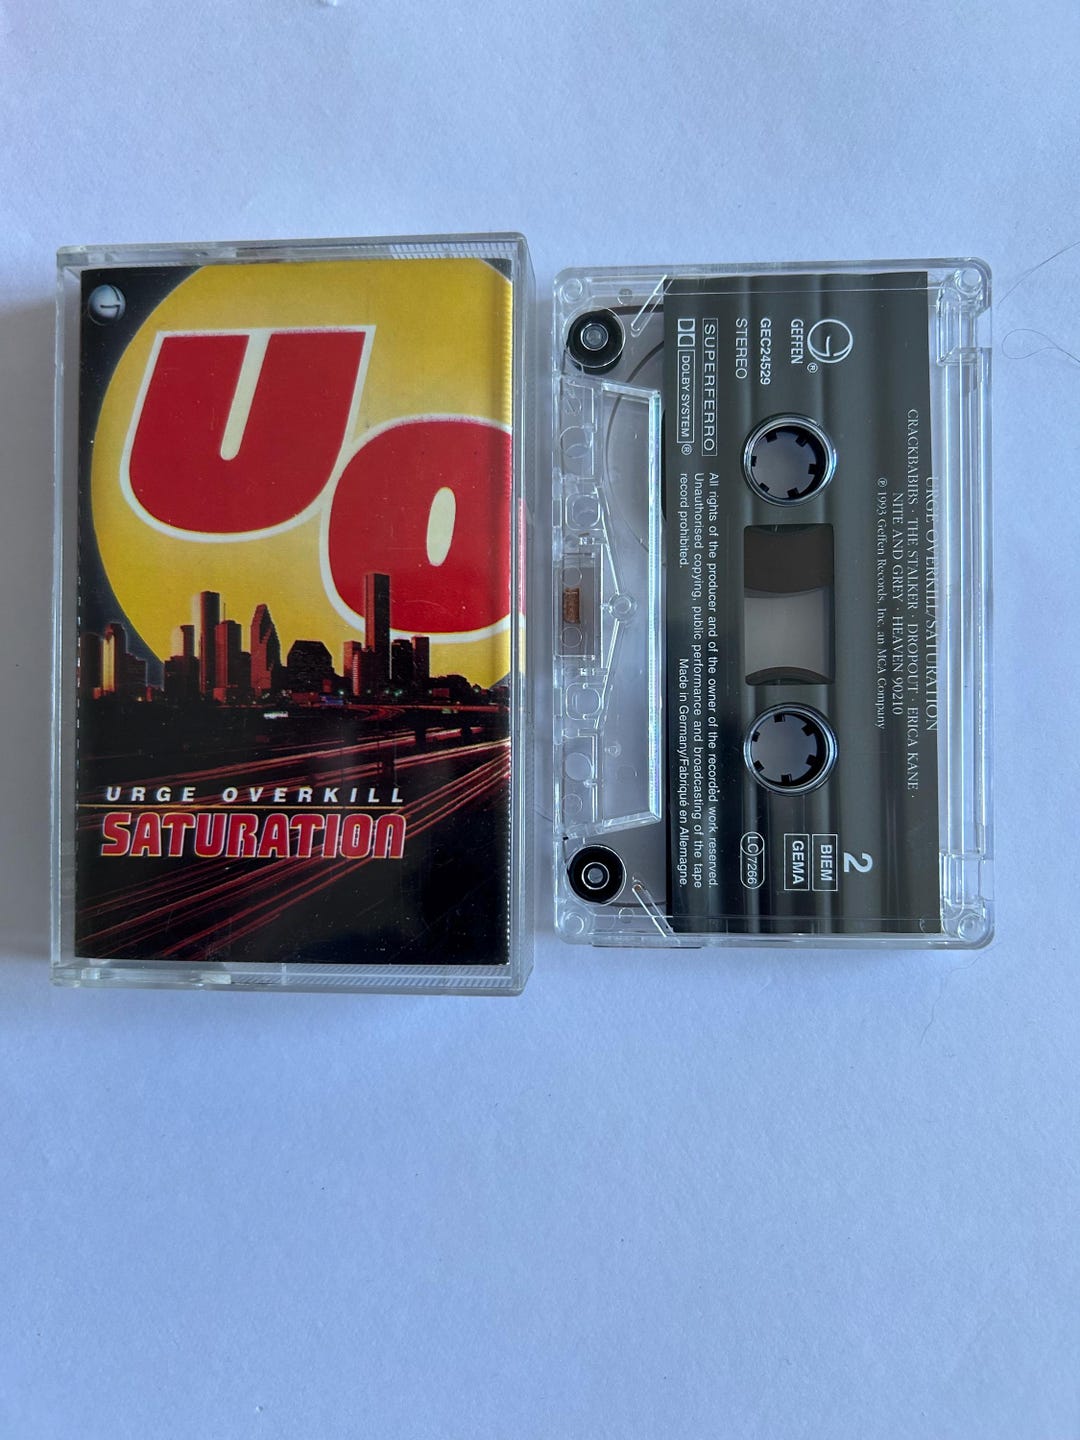 UO
URGE OVERKILL
SATURATION
URGE OVERKILL/SATURATION
CRACKBABIBS · THE STALKER · DROPOUT · ERICA KANE ·
NITE AND GREY · HEAVEN 90210
℗ 1993 Geffen Records, Inc. an MCA Company
GEFFEN ®
GEC24529
STEREO
2
BIEM
GEMA
LC 7266
SUPERFERRO
DOLBY SYSTEM ®
All rights of the producer and of the owner of the recorded work reserved.
Unauthorised copying, public performance and broadcasting of the tape
record prohibited.
Made in Germany/Fabriqué en Allemagne.